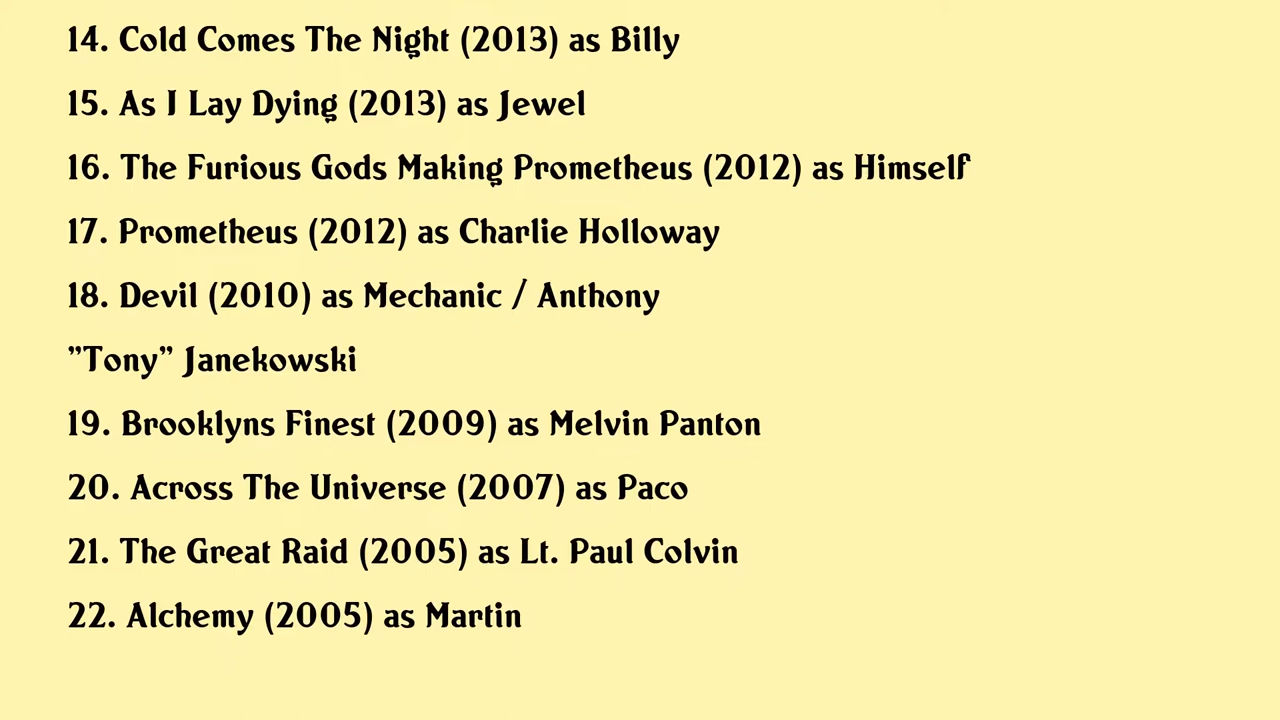 14. Cold Comes The Night (2013) as Billy
15. As I Lay Dying (2013) as Jewel
16. The Furious Gods Making Prometheus (2012) as Himself
17. Prometheus (2012) as Charlie Holloway
18. Devil (2010) as Mechanic / Anthony
"Tony" Janekowski
19. Brooklyns Finest (2009) as Melvin Panton
20. Across The Universe (2007) as Paco
21. The Great Raid (2005) as Lt. Paul Colvin
22. Alchemy (2005) as Martin